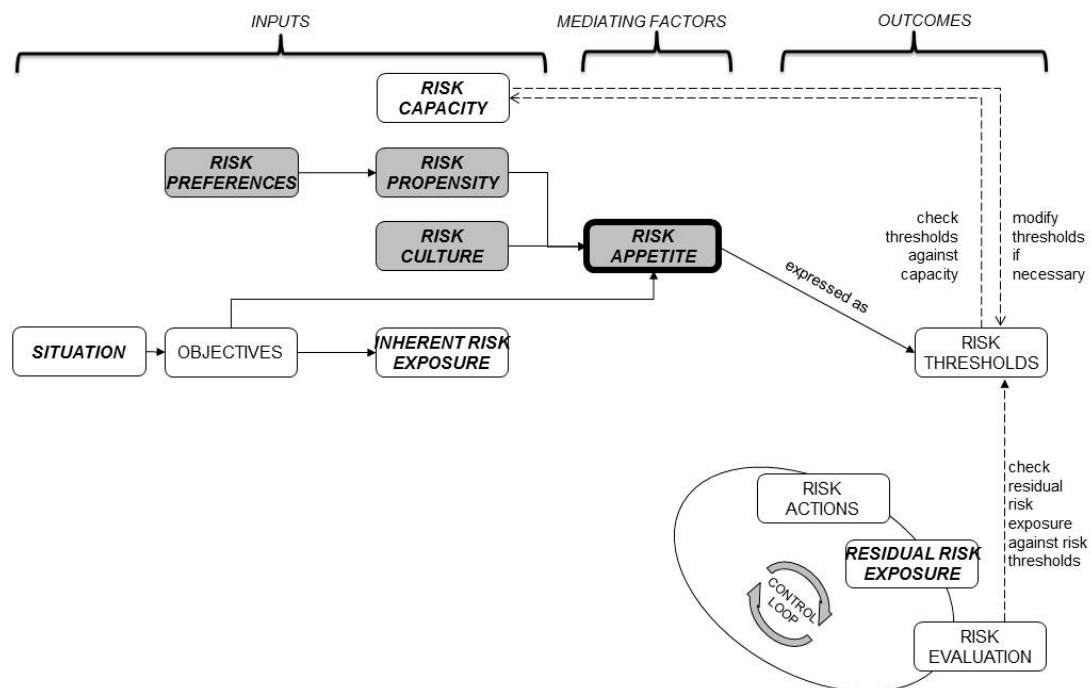 INPUTS
MEDIATING FACTORS
OUTCOMES
RISK
CAPACITY
RISK
PREFERENCES
RISK
PROPENSITY
RISK
CULTURE
RISK
APPETITE
check
thresholds
against
capacity
modify
thresholds
if
necessary
expressed as
SITUATION
OBJECTIVES
INHERENT RISK
EXPOSURE
RISK
THRESHOLDS
check
residual
risk
exposure
against risk
thresholds
RISK
ACTIONS
RESIDUAL RISK
EXPOSURE
CONTROL
LOOP
RISK
EVALUATION